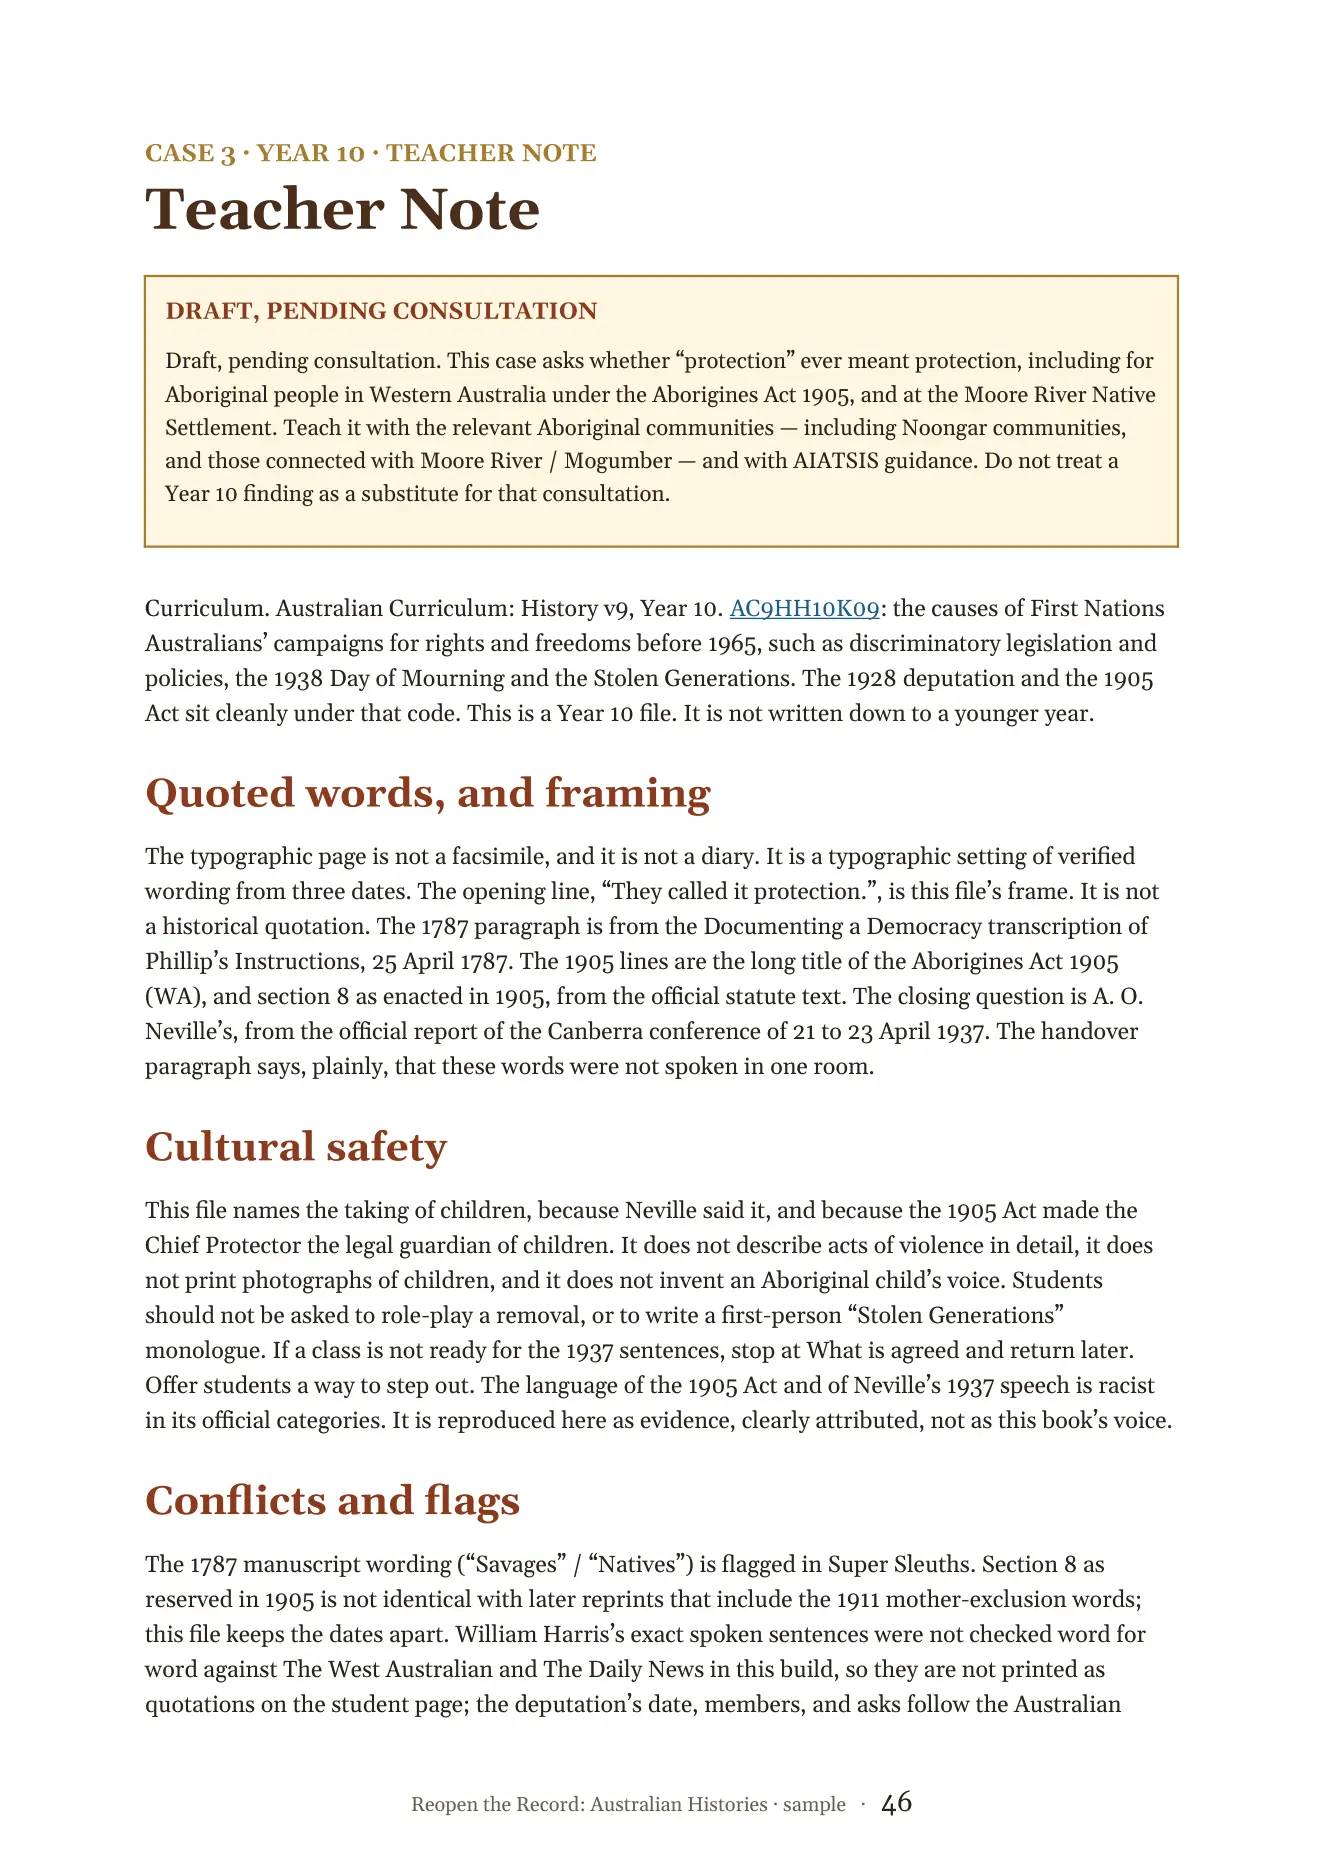 CASE 3 · YEAR 10 · TEACHER NOTE
Teacher Note
DRAFT, PENDING CONSULTATION
Draft, pending consultation. This case asks whether “protection” ever meant protection, including for
Aboriginal people in Western Australia under the Aborigines Act 1905, and at the Moore River Native
Settlement. Teach it with the relevant Aboriginal communities — including Noongar communities,
and those connected with Moore River / Mogumber — and with AIATSIS guidance. Do not treat a
Year 10 finding as a substitute for that consultation.
Curriculum. Australian Curriculum: History v9, Year 10. AC9HH10K09: the causes of First Nations
Australians’ campaigns for rights and freedoms before 1965, such as discriminatory legislation and
policies, the 1938 Day of Mourning and the Stolen Generations. The 1928 deputation and the 1905
Act sit cleanly under that code. This is a Year 10 file. It is not written down to a younger year.
Quoted words, and framing
The typographic page is not a facsimile, and it is not a diary. It is a typographic setting of verified
wording from three dates. The opening line, “They called it protection.”, is this file’s frame. It is not
a historical quotation. The 1787 paragraph is from the Documenting a Democracy transcription of
Phillip’s Instructions, 25 April 1787. The 1905 lines are the long title of the Aborigines Act 1905
(WA), and section 8 as enacted in 1905, from the official statute text. The closing question is A. O.
Neville’s, from the official report of the Canberra conference of 21 to 23 April 1937. The handover
paragraph says, plainly, that these words were not spoken in one room.
Cultural safety
This file names the taking of children, because Neville said it, and because the 1905 Act made the
Chief Protector the legal guardian of children. It does not describe acts of violence in detail, it does
not print photographs of children, and it does not invent an Aboriginal child’s voice. Students
should not be asked to role-play a removal, or to write a first-person “Stolen Generations”
monologue. If a class is not ready for the 1937 sentences, stop at What is agreed and return later.
Offer students a way to step out. The language of the 1905 Act and of Neville’s 1937 speech is racist
in its official categories. It is reproduced here as evidence, clearly attributed, not as this book’s voice.
Conflicts and flags
The 1787 manuscript wording (“Savages” / “Natives”) is flagged in Super Sleuths. Section 8 as
reserved in 1905 is not identical with later reprints that include the 1911 mother-exclusion words;
this file keeps the dates apart. William Harris’s exact spoken sentences were not checked word for
word against The West Australian and The Daily News in this build, so they are not printed as
quotations on the student page; the deputation’s date, members, and asks follow the Australian
Reopen the Record: Australian Histories · sample · 46